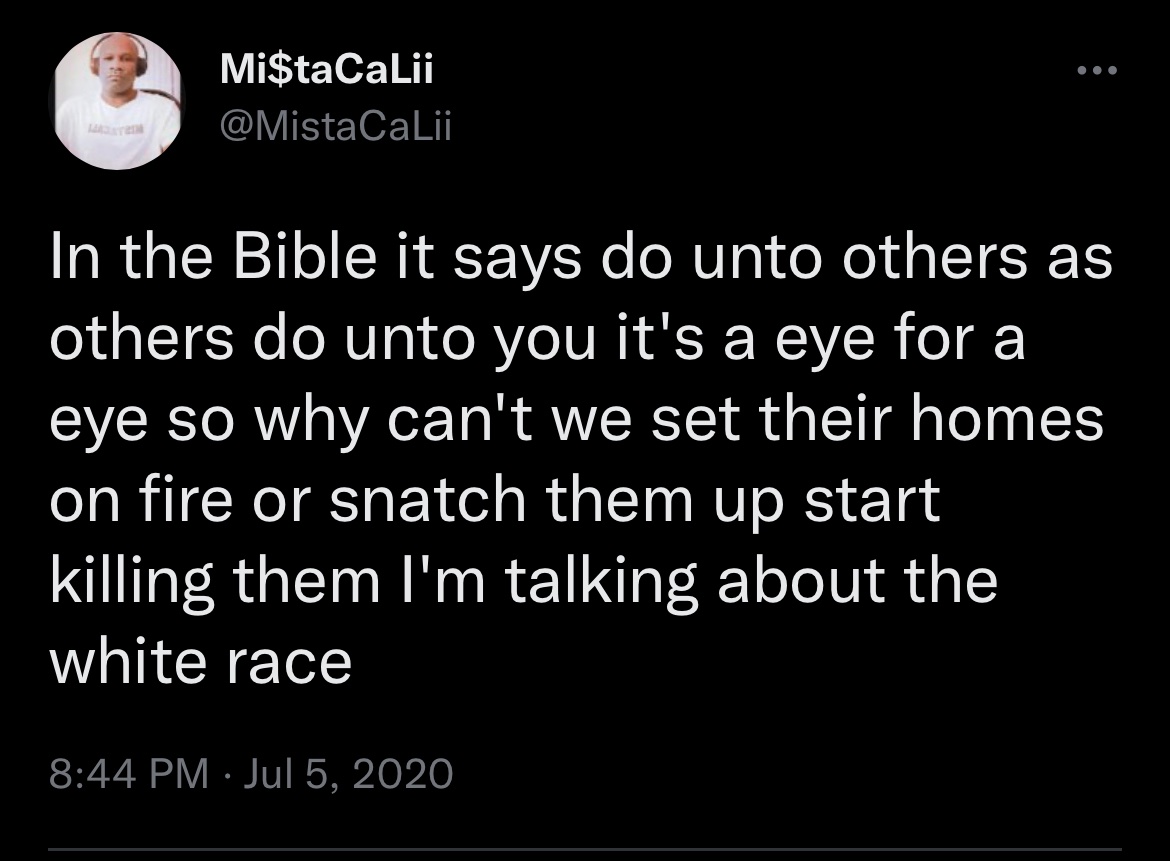 Mi$taCaLii
@MistaCaLii
In the Bible it says do unto others as
others do unto you it's a eye for a
eye so why can't we set their homes
on fire or snatch them up start
killing them I'm talking about the
white race
8:44 PM · Jul 5, 2020